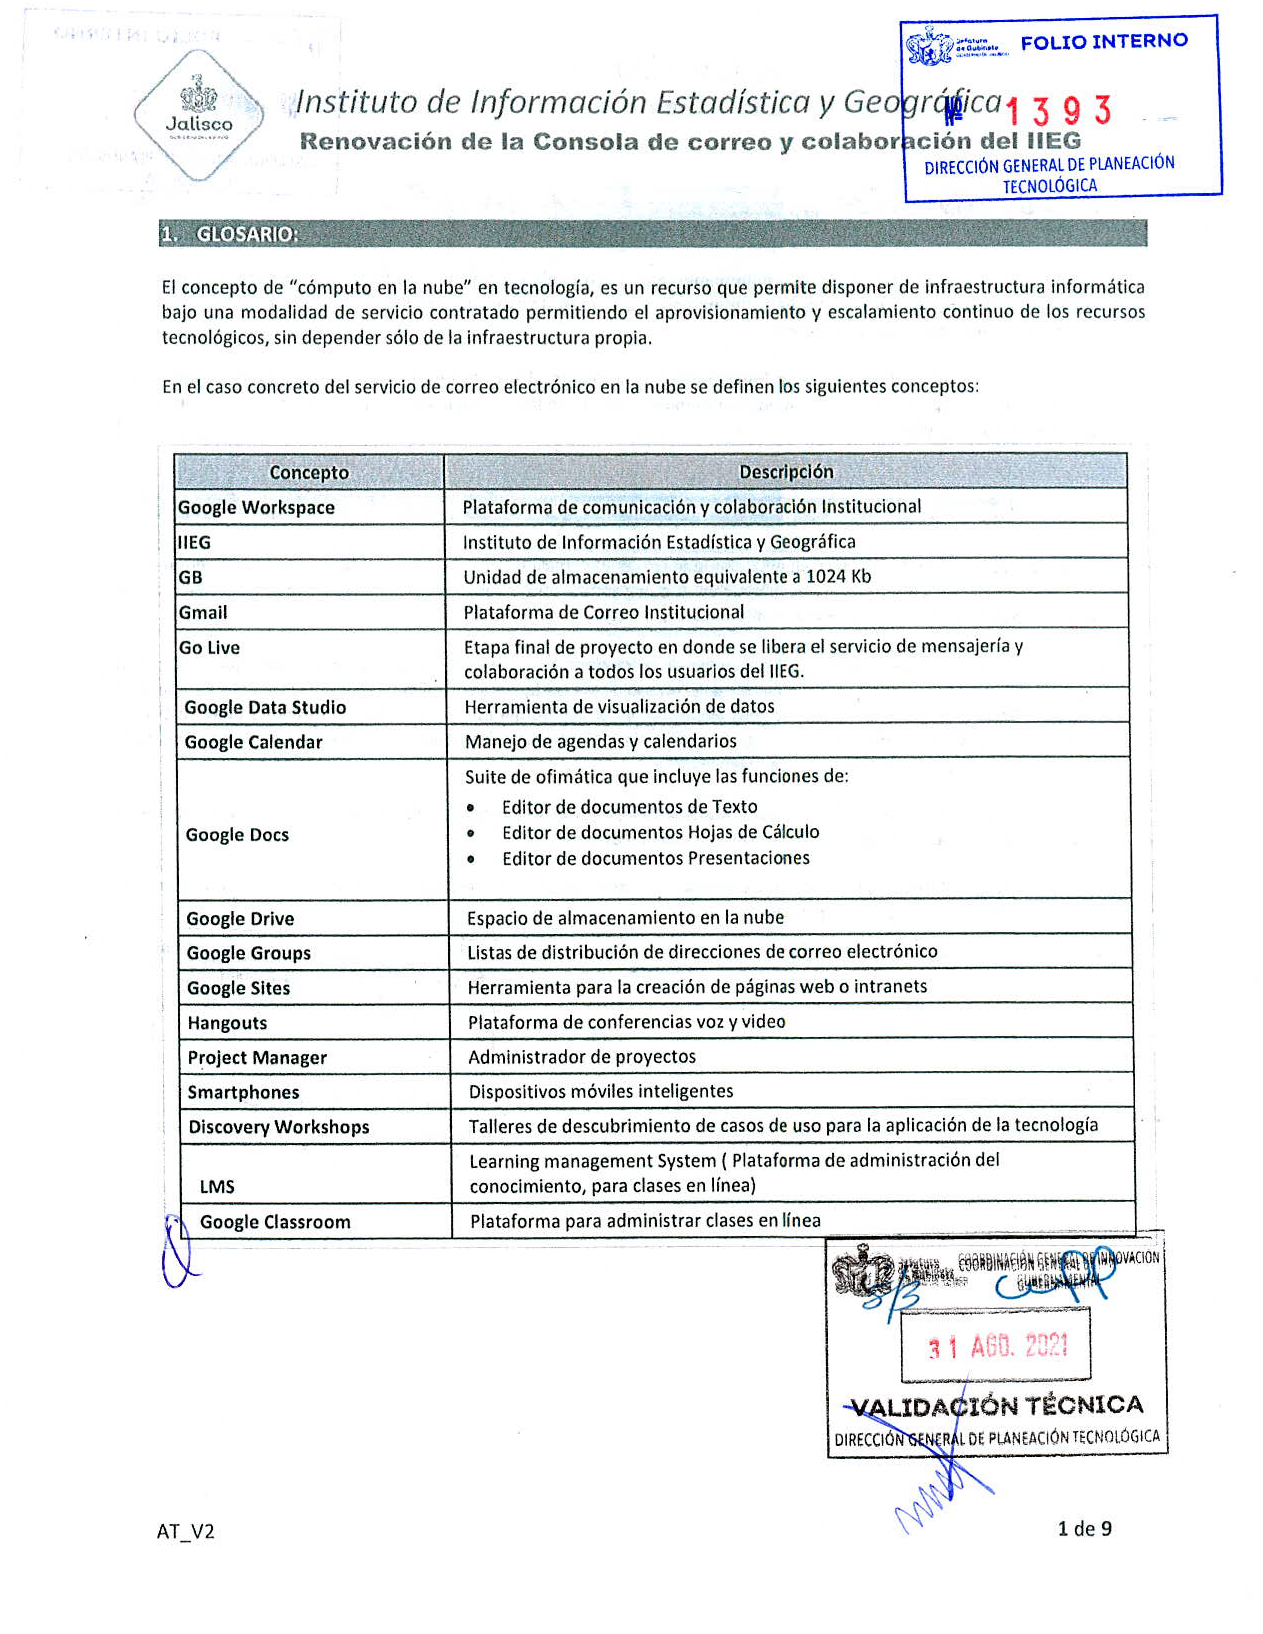 Jalisco
Instituto de Información Estadística y Geográfica
Renovación de la Consola de correo y colaboración del IIEG
Jefatura
de Gabinete
FOLIO INTERNO
Nº 1393
DIRECCIÓN GENERAL DE PLANEACIÓN
TECNOLÓGICA
1. GLOSARIO:
El concepto de “cómputo en la nube” en tecnología, es un recurso que permite disponer de infraestructura informática
bajo una modalidad de servicio contratado permitiendo el aprovisionamiento y escalamiento continuo de los recursos
tecnológicos, sin depender sólo de la infraestructura propia.
En el caso concreto del servicio de correo electrónico en la nube se definen los siguientes conceptos:
Concepto Descripción
Google Workspace Plataforma de comunicación y colaboración Institucional
IIEG Instituto de Información Estadística y Geográfica
GB Unidad de almacenamiento equivalente a 1024 Kb
Gmail Plataforma de Correo Institucional
Go Live Etapa final de proyecto en donde se libera el servicio de mensajería y
colaboración a todos los usuarios del IIEG.
Google Data Studio Herramienta de visualización de datos
Google Calendar Manejo de agendas y calendarios
Suite de ofimática que incluye las funciones de:
• Editor de documentos de Texto
Google Docs • Editor de documentos Hojas de Cálculo
• Editor de documentos Presentaciones
Google Drive Espacio de almacenamiento en la nube
Google Groups Listas de distribución de direcciones de correo electrónico
Google Sites Herramienta para la creación de páginas web o intranets
Hangouts Plataforma de conferencias voz y video
Project Manager Administrador de proyectos
Smartphones Dispositivos móviles inteligentes
Discovery Workshops Talleres de descubrimiento de casos de uso para la aplicación de la tecnología
Learning management System ( Plataforma de administración del
LMS conocimiento, para clases en línea)
Google Classroom Plataforma para administrar clases en línea
Jefatura
de Gabinete
COORDINACIÓN GENERAL DE INNOVACIÓN
GUBERNAMENTAL
31 AGO. 2021
VALIDACIÓN TÉCNICA
DIRECCIÓN GENERAL DE PLANEACIÓN TECNOLÓGICA
AT_V2 1 de 9